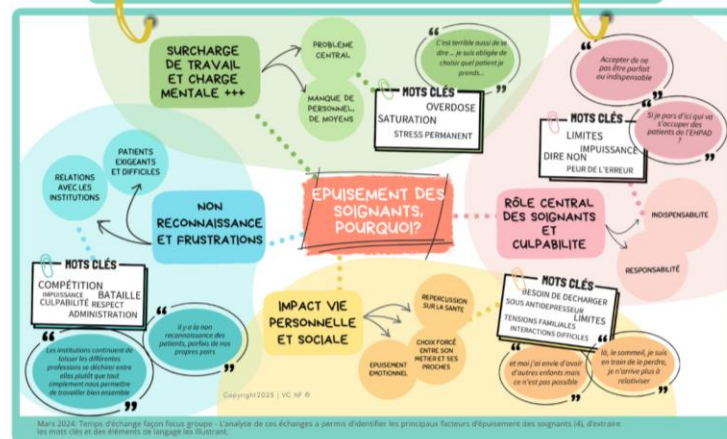 SURCHARGE
DE TRAVAIL
ET CHARGE
MENTALE +++
PROBLÈME
CENTRAL
MANQUE DE
PERSONNEL,
DE MOYENS
C'est terrible aussi de se
dire ... je suis obligée de
choisir quel patient je
prends...
MOTS CLÉS
OVERDOSE
SATURATION
STRESS PERMANENT
Accepter de ne
pas être parfait
ou indispensable
Si je pars d'ici qui va
s'occuper des
patients de l'EHPAD
?
MOTS CLÉS
LIMITES
IMPUISSANCE
DIRE NON
PEUR DE L'ERREUR
RÔLE CENTRAL
DES SOIGNANTS
ET
CULPABILITE
INDISPENSABILITE
RESPONSABILITÉ
EPUISEMENT DES
SOIGNANTS,
POURQUOI?
PATIENTS
EXIGEANTS
ET DIFFICILES
RELATIONS
AVEC LES
INSTITUTIONS
NON
RECONNAISSANCE
ET FRUSTRATIONS
MOTS CLÉS
COMPÉTITION
IMPUISSANCE
BATAILLE
CULPABILITÉ RESPECT
ADMINISTRATION
il y a la non
reconnaissance des
patients, parfois de nos
propres pairs
Les institutions continuent de
laisser les différentes
professions se déchirer entre
elles plutôt que tout
simplement nous permettre
de travailler bien ensemble
IMPACT VIE
PERSONNELLE
ET SOCIALE
REPERCUSSION
SUR LA SANTE
CHOIX FORCÉ
ENTRE SON
METIER ET SES
PROCHES
EPUISEMENT
EMOTIONNEL
MOTS CLÉS
BESOIN DE DECHARGER
SOUS ANTIDEPRESSEUR
LIMITES
TENSIONS FAMILIALES
INTERACTIONS DIFFICILES
et moi j'ai envie d'avoir
d'autres enfants mais
ce n'est pas possible
là, le sommeil, je suis
en train de le perdre,
je n'arrive plus à
relativiser
Copyright2025 | VC NF ©
Mars 2024: Temps d'échange façon focus groupe - L'analyse de ces échanges a permis d'identifier les principaux facteurs d'épuisement des soignants (4), d'extraire
les mots clés et des éléments de langage les illustrant.